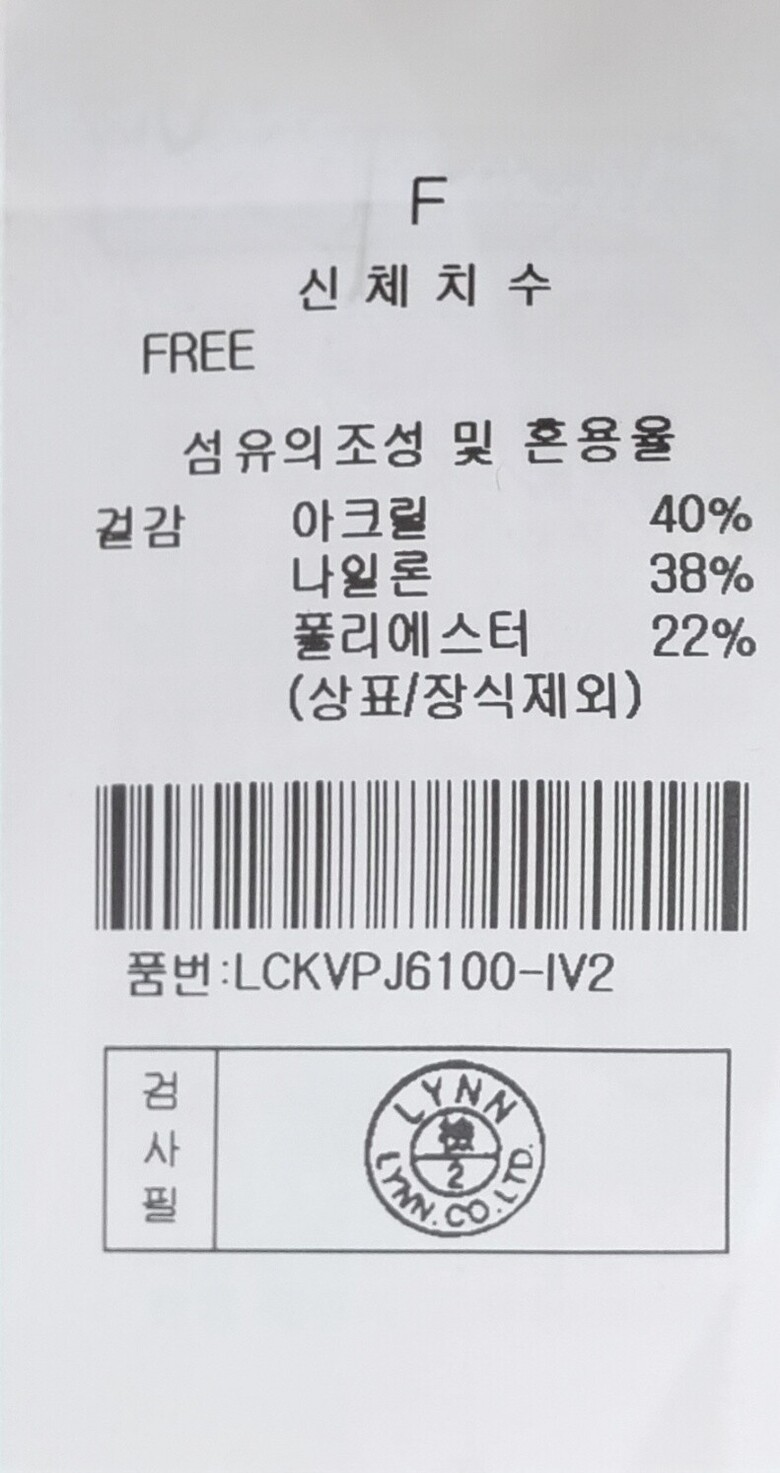 F
신체치수
FREE
섬유의조성 및 혼용율
겉감 아크릴 40%
나일론 38%
폴리에스터 22%
(상표/장식제외)
품번:LCKVPJ6100-IV2
검사필
LYNN
檢
2
LYNN.CO.LTD.